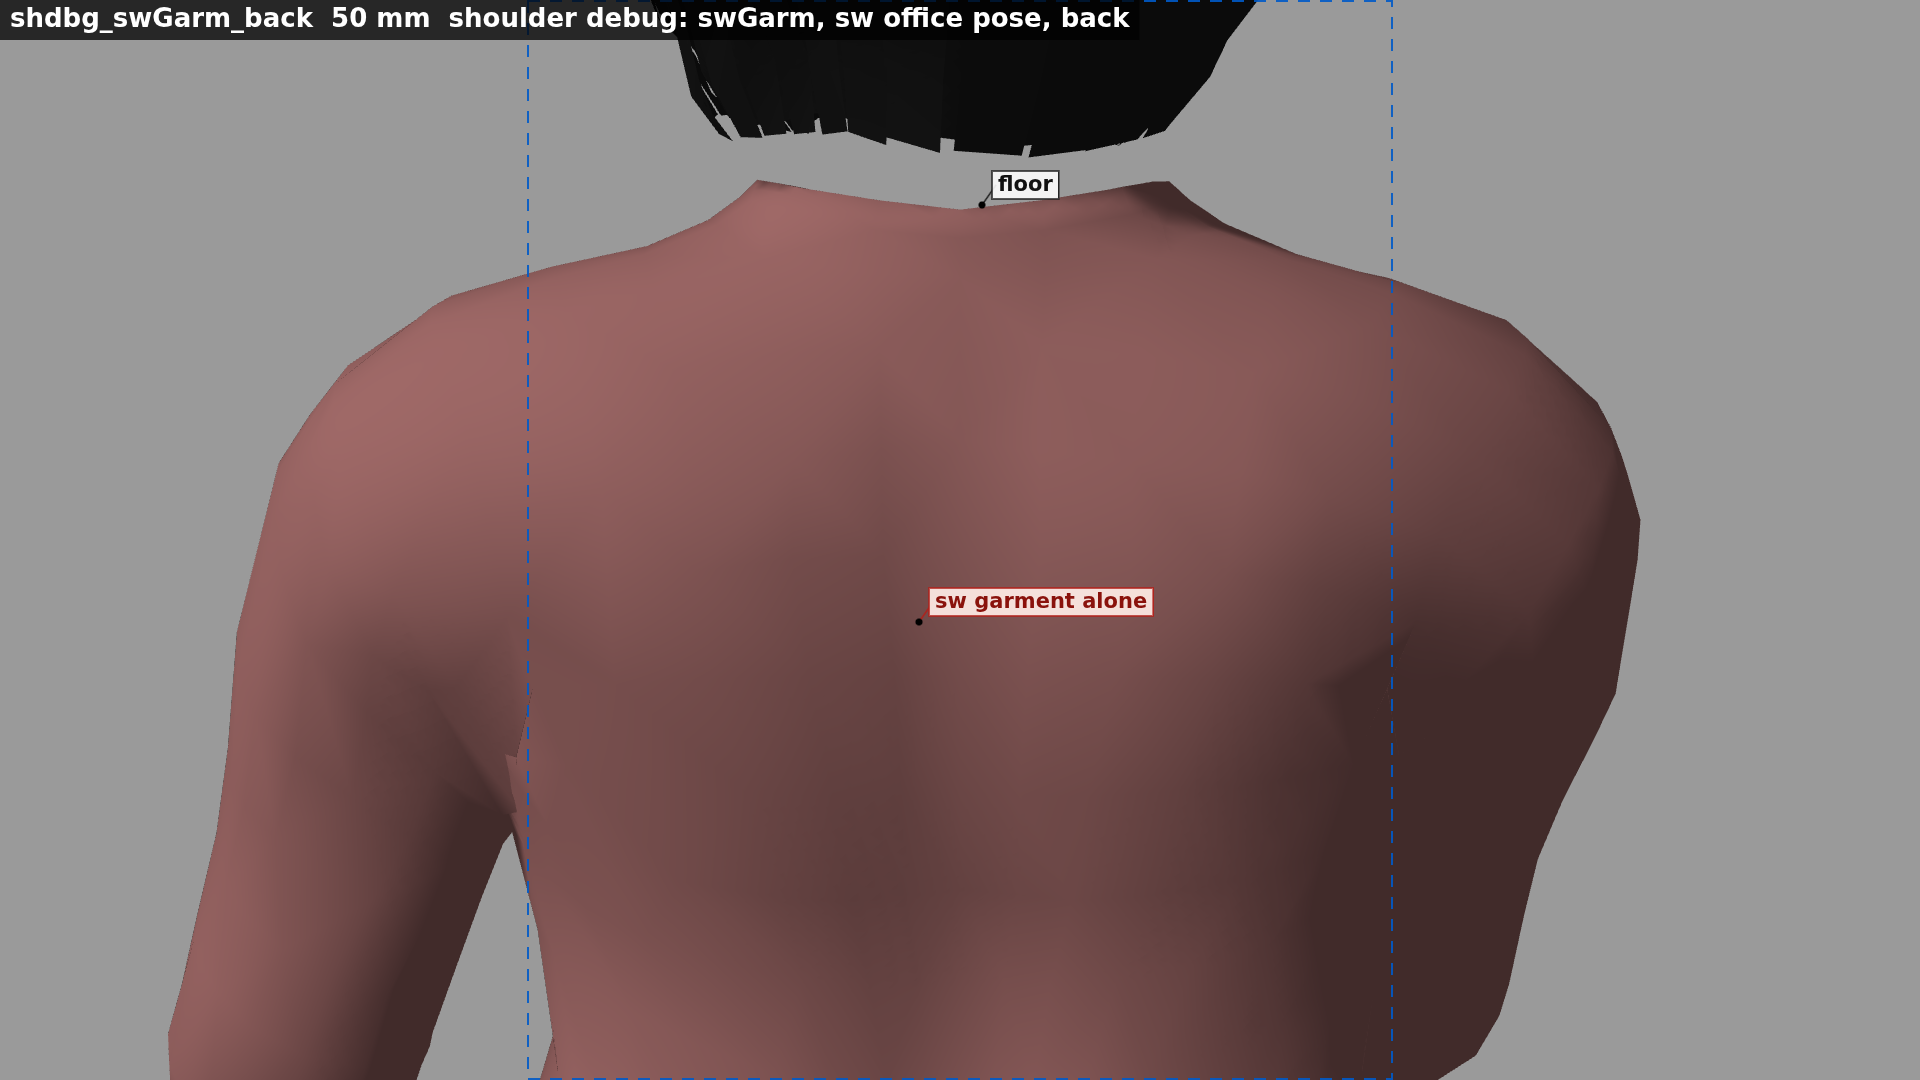 shdbg_swGarm_back  50 mm  shoulder debug: swGarm, sw office pose, back
floor
sw garment alone